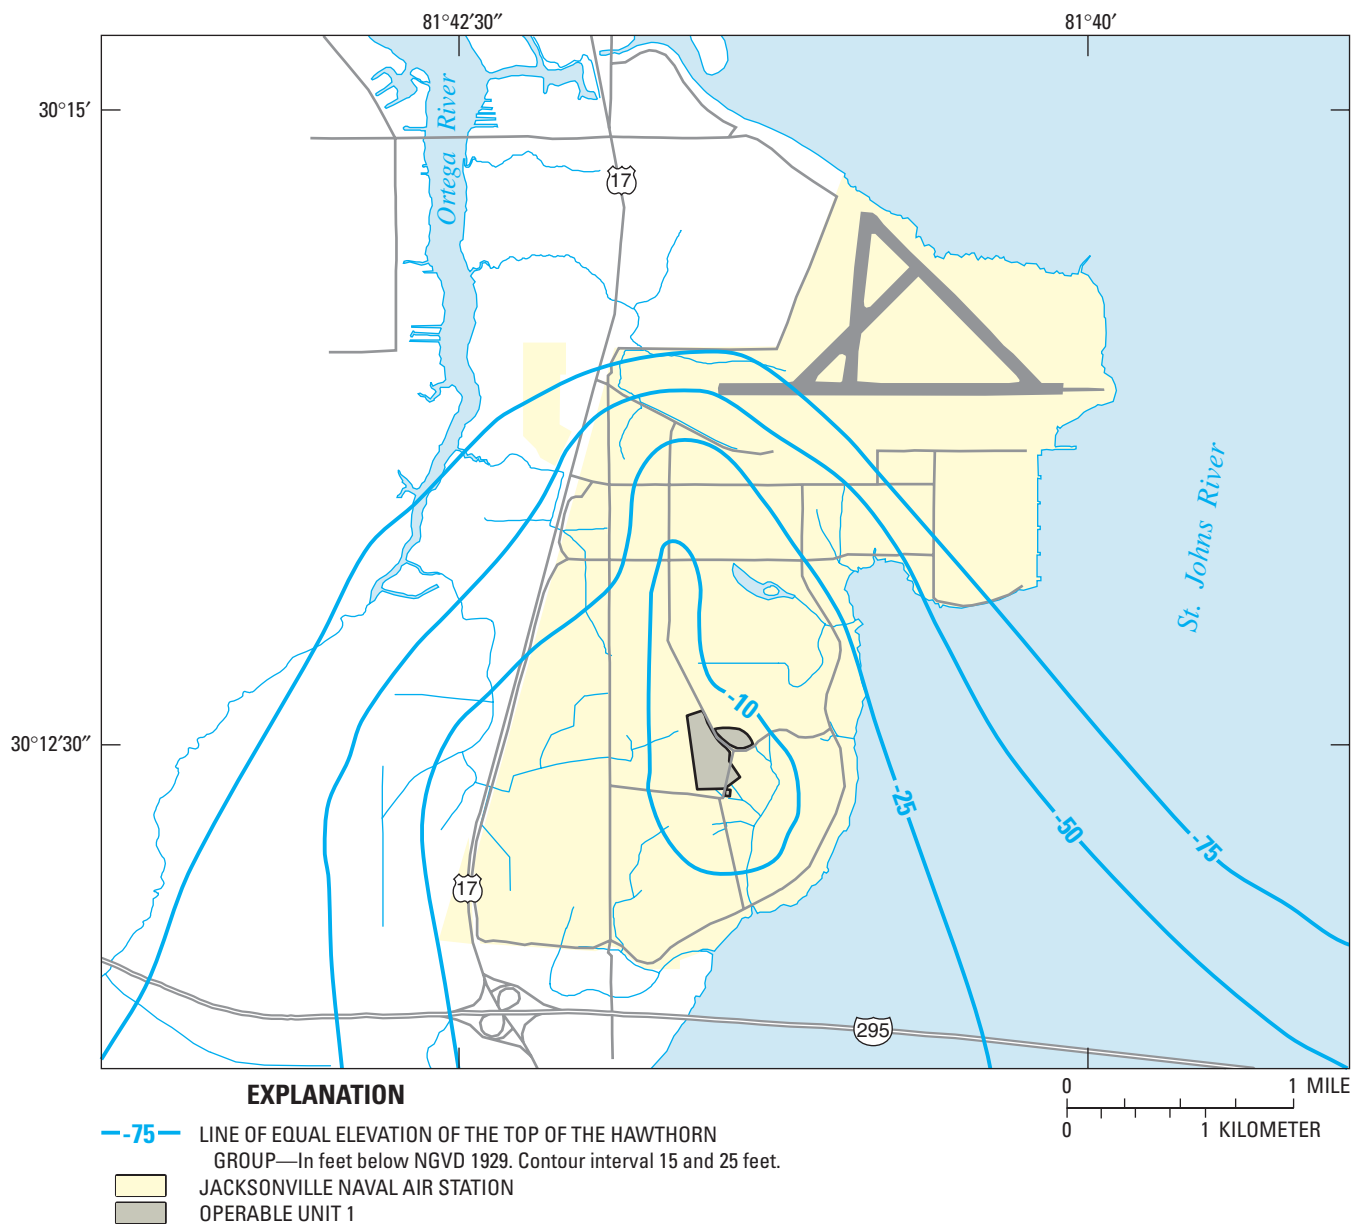 81°42′30″
81°40′
30°15′
Ortega River
17
St. Johns River
-10
30°12′30″
-25
-50
-75
17
295
EXPLANATION
-75 LINE OF EQUAL ELEVATION OF THE TOP OF THE HAWTHORN
GROUP—In feet below NGVD 1929. Contour interval 15 and 25 feet.
JACKSONVILLE NAVAL AIR STATION
OPERABLE UNIT 1
0 1 MILE
0 1 KILOMETER